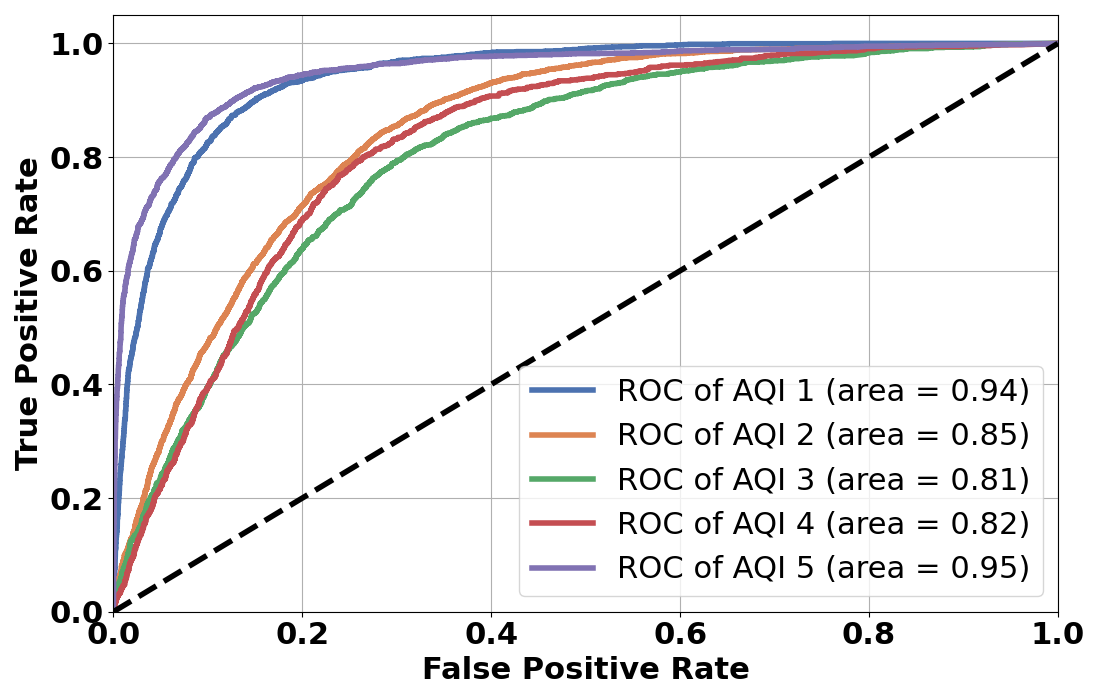 1.0
0.8
0.6
0.4
0.2
0.0
True Positive Rate
ROC of AQI 1 (area = 0.94)
ROC of AQI 2 (area = 0.85)
ROC of AQI 3 (area = 0.81)
ROC of AQI 4 (area = 0.82)
ROC of AQI 5 (area = 0.95)
0.0 0.2 0.4 0.6 0.8 1.0
False Positive Rate